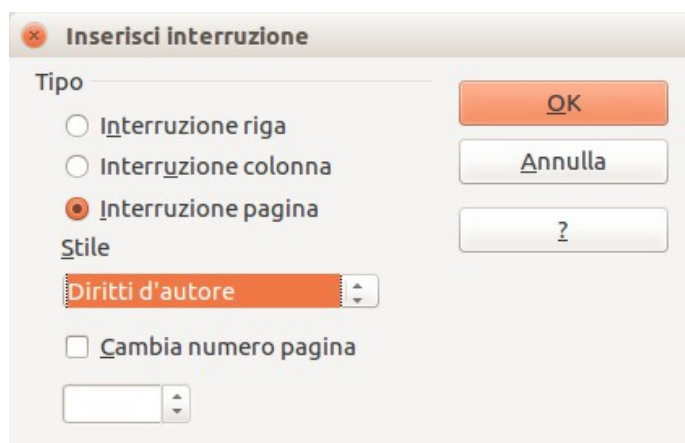 Inserisci interruzione
Tipo
Interruzione riga
Interruzione colonna
Interruzione pagina
Stile
Diritti d'autore
Cambia numero pagina
OK
Annulla
?